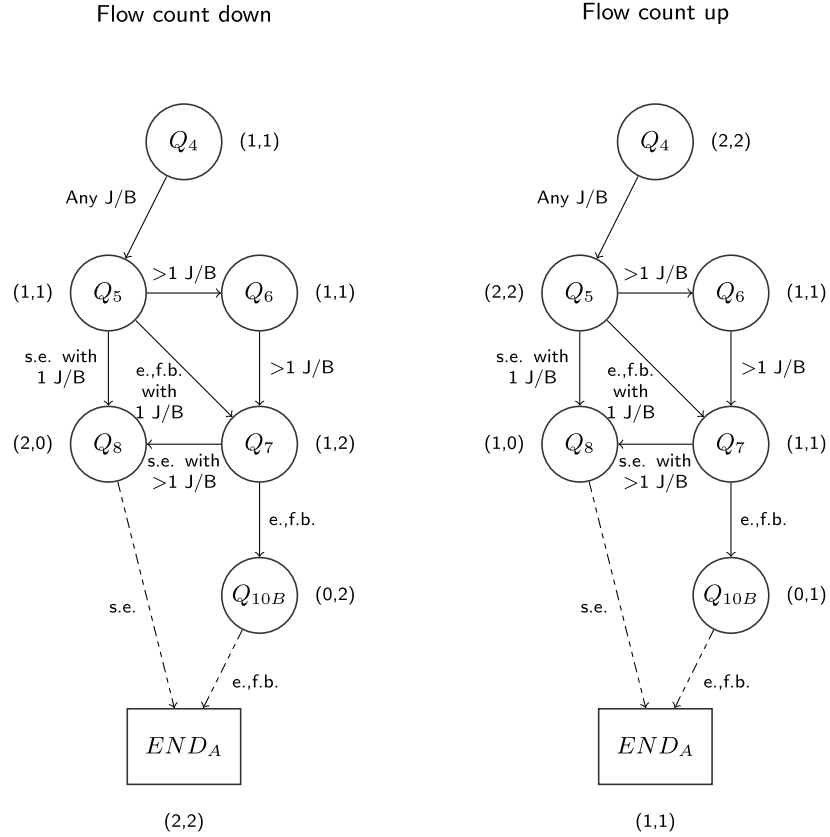 Flow count down
Q4 (1,1)
Any J/B
(1,1) Q5 >1 J/B Q6 (1,1)
s.e. with
1 J/B
e.,f.b.
with
1 J/B
>1 J/B
(2,0) Q8 Q7 (1,2)
s.e. with
>1 J/B
e.,f.b.
Q10B (0,2)
s.e.
e.,f.b.
ENDA
(2,2)
Flow count up
Q4 (2,2)
Any J/B
(2,2) Q5 >1 J/B Q6 (1,1)
s.e. with
1 J/B
e.,f.b.
with
1 J/B
>1 J/B
(1,0) Q8 Q7 (1,1)
s.e. with
>1 J/B
e.,f.b.
Q10B (0,1)
s.e.
e.,f.b.
ENDA
(1,1)